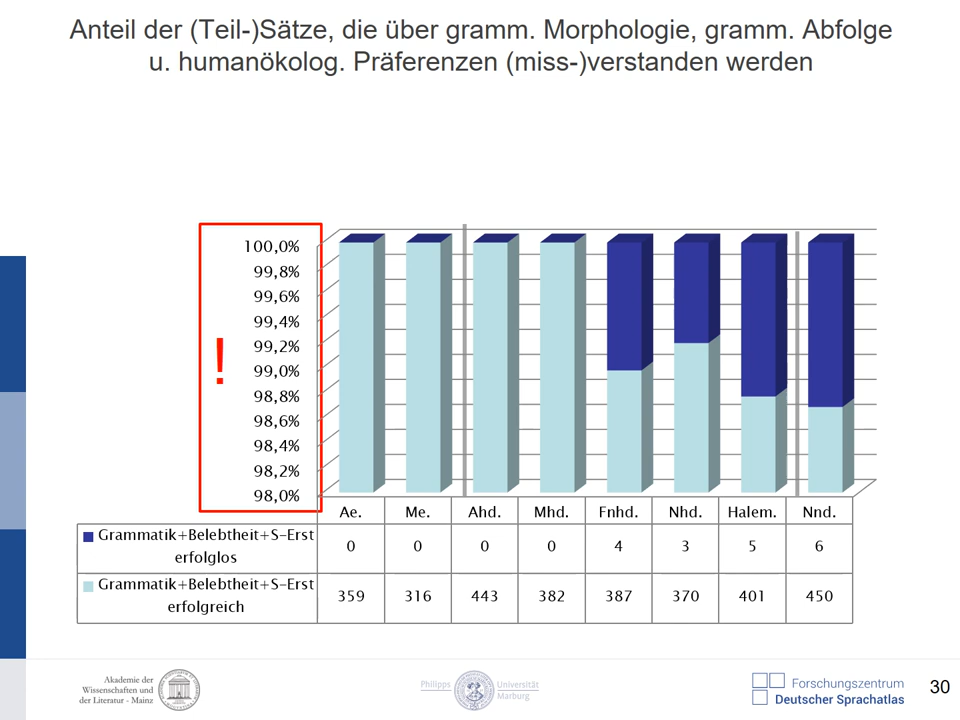 Anteil der (Teil-)Sätze, die über gramm. Morphologie, gramm. Abfolge
u. humanökolog. Präferenzen (miss-)verstanden werden
100,0%
99,8%
99,6%
99,4%
99,2%
99,0%
98,8%
98,6%
98,4%
98,2%
98,0%
!
Ae. Me. Ahd. Mhd. Fnhd. Nhd. Halem. Nnd.
Grammatik+Belebtheit+S-Erst
erfolglos
0 0 0 0 4 3 5 6
Grammatik+Belebtheit+S-Erst
erfolgreich
359 316 443 382 387 370 401 450
Akademie der
Wissenschaften und
der Literatur - Mainz
Philipps Universität
Marburg
Forschungszentrum
Deutscher Sprachatlas
30